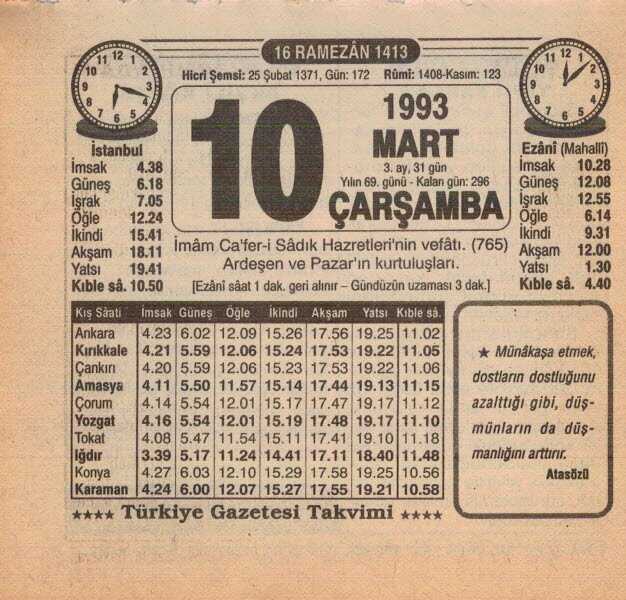 16 RAMEZÂN 1413
Hicrî Şemsî: 25 Şubat 1371, Gün: 172 Rûmî: 1408-Kasım: 123
10
1993
MART
3. ay, 31 gün
Yılın 69. günü - Kalan gün: 296
ÇARŞAMBA
İstanbul
İmsak 4.38
Güneş 6.18
İşrak 7.05
Öğle 12.24
İkindi 15.41
Akşam 18.11
Yatsı 19.41
Kıble sâ. 10.50
Ezânî (Mahallî)
İmsak 10.28
Güneş 12.08
İşrak 12.55
Öğle 6.14
İkindi 9.31
Akşam 12.00
Yatsı 1.30
Kıble sâ. 4.40
İmâm Ca'fer-i Sâdık Hazretleri'nin vefâtı. (765)
Ardeşen ve Pazar'ın kurtuluşları.
[Ezânî sâat 1 dak. geri alınır – Gündüzün uzaması 3 dak.]
Kış Sâati İmsak Güneş Öğle İkindi Akşam Yatsı Kıble sâ.
Ankara 4.23 6.02 12.09 15.26 17.56 19.25 11.02
Kırıkkale 4.21 5.59 12.06 15.24 17.53 19.22 11.05
Çankırı 4.20 5.59 12.06 15.23 17.53 19.22 11.06
Amasya 4.11 5.50 11.57 15.14 17.44 19.13 11.15
Çorum 4.14 5.54 12.01 15.17 17.47 19.17 11.12
Yozgat 4.16 5.54 12.01 15.19 17.48 19.17 11.10
Tokat 4.08 5.47 11.54 15.11 17.41 19.10 11.18
Iğdır 3.39 5.17 11.24 14.41 17.11 18.40 11.48
Konya 4.27 6.03 12.10 15.29 17.58 19.25 10.56
Karaman 4.24 6.00 12.07 15.27 17.55 19.21 10.58
★ Münâkaşa etmek,
dostların dostluğunu
azalttığı gibi, düş-
münların da düş-
manlığını arttırır.
Atasözü
★★★★ Türkiye Gazetesi Takvimi ★★★★